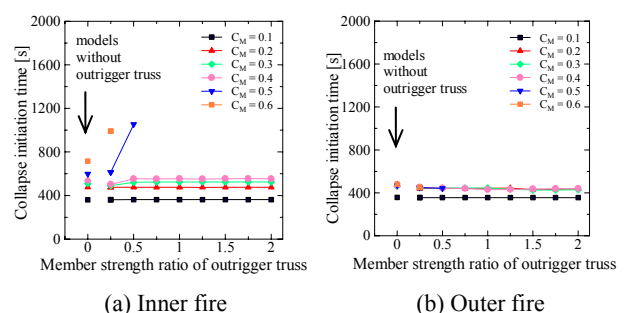 2000
1600
1200
800
400
0
Collapse initiation time [s]
models
without
outrigger truss
C_M = 0.1
C_M = 0.2
C_M = 0.3
C_M = 0.4
C_M = 0.5
C_M = 0.6
0 0.5 1 1.5 2
Member strength ratio of outrigger truss
(a) Inner fire
2000
1600
1200
800
400
0
Collapse initiation time [s]
models
without
outrigger truss
C_M = 0.1
C_M = 0.2
C_M = 0.3
C_M = 0.4
C_M = 0.5
C_M = 0.6
0 0.5 1 1.5 2
Member strength ratio of outrigger truss
(b) Outer fire